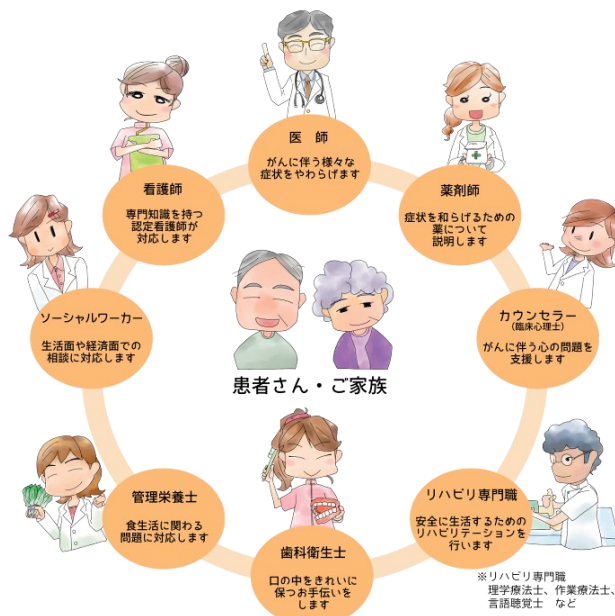 医 師
がんに伴う様々な
症状をやわらげます
看護師
専門知識を持つ
認定看護師が
対応します
薬剤師
症状を和らげるための
薬について
説明します
ソーシャルワーカー
生活面や経済面での
相談に対応します
カウンセラー
(臨床心理士)
がんに伴う心の問題を
支援します
患者さん・ご家族
管理栄養士
食生活に関わる
問題に対応します
リハビリ専門職
安全に生活するための
リハビリテーションを
行います
歯科衛生士
口の中をきれいに
保つお手伝いを
します
※リハビリ専門職
理学療法士、作業療法士、
言語聴覚士 など